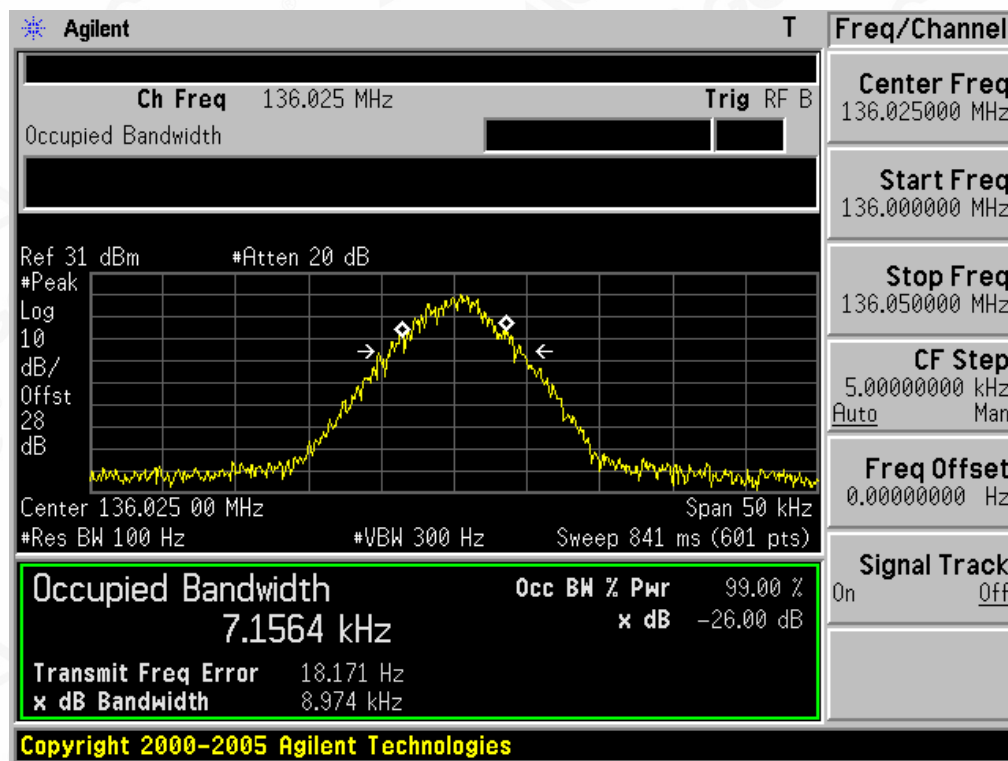 Agilent T Freq/Channel
Ch Freq 136.025 MHz Trig RF B
Occupied Bandwidth
Center Freq
136.025000 MHz
Start Freq
136.000000 MHz
Stop Freq
136.050000 MHz
CF Step
5.00000000 kHz
Auto Man
Freq Offset
0.00000000 Hz
Signal Track
On Off
Ref 31 dBm #Atten 20 dB
#Peak
Log
10
dB/
Offst
28
dB
Center 136.025 00 MHz Span 50 kHz
#Res BW 100 Hz #VBW 300 Hz Sweep 841 ms (601 pts)
Occupied Bandwidth Occ BW % Pwr 99.00 %
7.1564 kHz x dB -26.00 dB
Transmit Freq Error 18.171 Hz
x dB Bandwidth 8.974 kHz
Copyright 2000-2005 Agilent Technologies